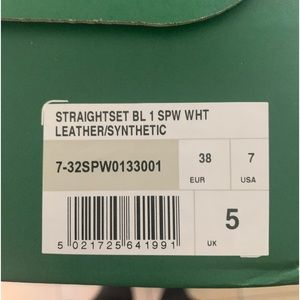 STRAIGHTSET BL 1 SPW WHT
LEATHER/SYNTHETIC
7-32SPW0133001
38
EUR
7
USA
5 021725 641991
5
UK